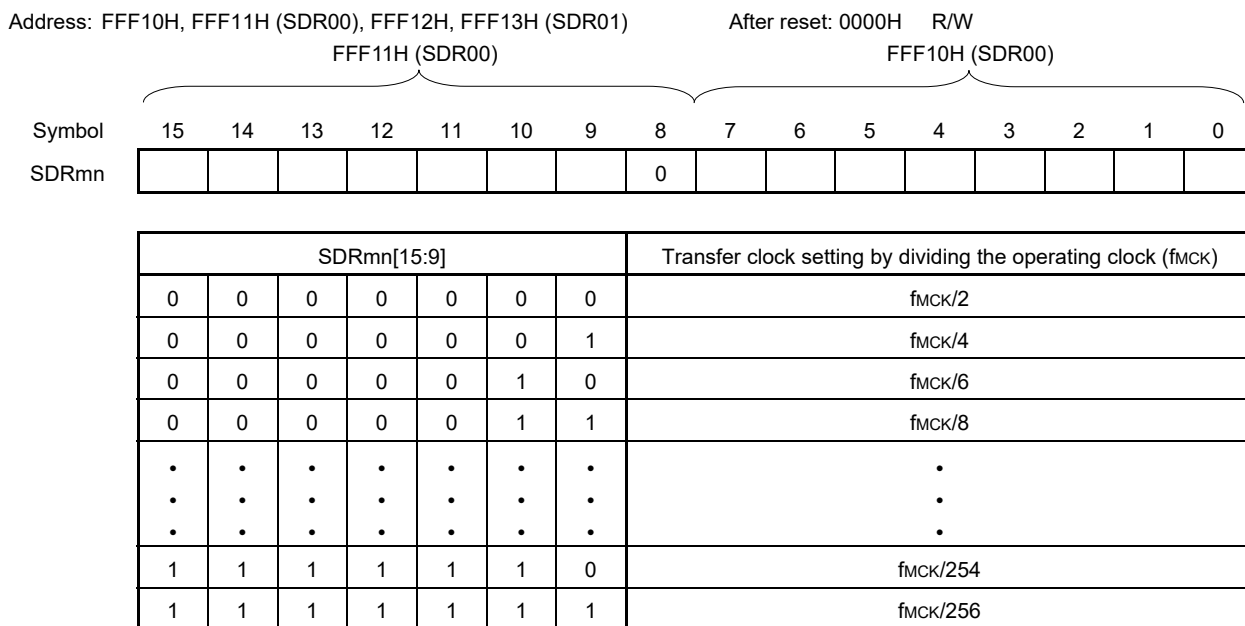 Address: FFF10H, FFF11H (SDR00), FFF12H, FFF13H (SDR01) After reset: 0000H R/W
FFF11H (SDR00) FFF10H (SDR00)
Symbol 15 14 13 12 11 10 9 8 7 6 5 4 3 2 1 0
SDRmn 0
SDRmn[15:9] Transfer clock setting by dividing the operating clock (fMCK)
0 0 0 0 0 0 0 fMCK/2
0 0 0 0 0 0 1 fMCK/4
0 0 0 0 0 1 0 fMCK/6
0 0 0 0 0 1 1 fMCK/8
• • • • • • • •
• • • • • • • •
• • • • • • • •
1 1 1 1 1 1 0 fMCK/254
1 1 1 1 1 1 1 fMCK/256